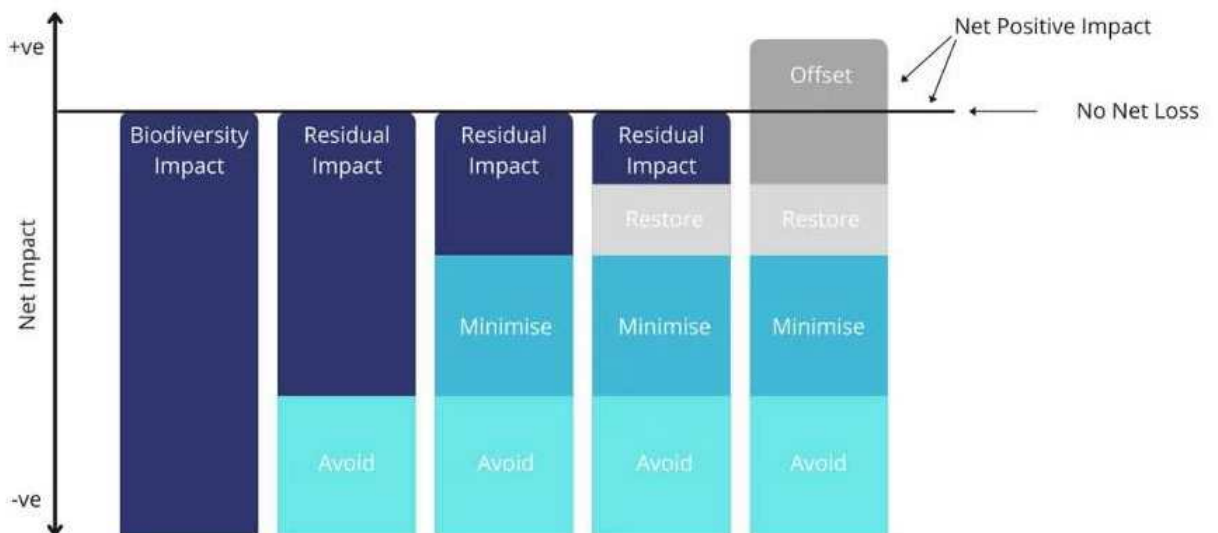 +ve
Net Positive Impact
Offset
No Net Loss
Biodiversity
Impact
Residual
Impact
Residual
Impact
Residual
Impact
Restore
Restore
Net Impact
Minimise
Minimise
Minimise
Avoid
Avoid
Avoid
Avoid
-ve